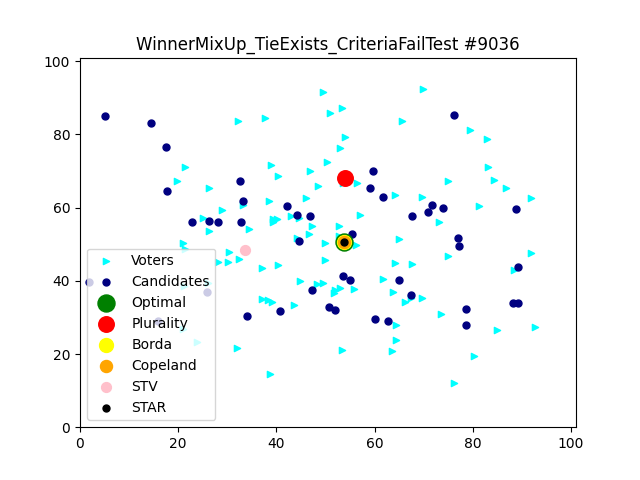 WinnerMixUp_TieExists_CriteriaFailTest #9036
100
80
60
40
20
0
Voters
Candidates
Optimal
Plurality
Borda
Copeland
STV
STAR
0 20 40 60 80 100